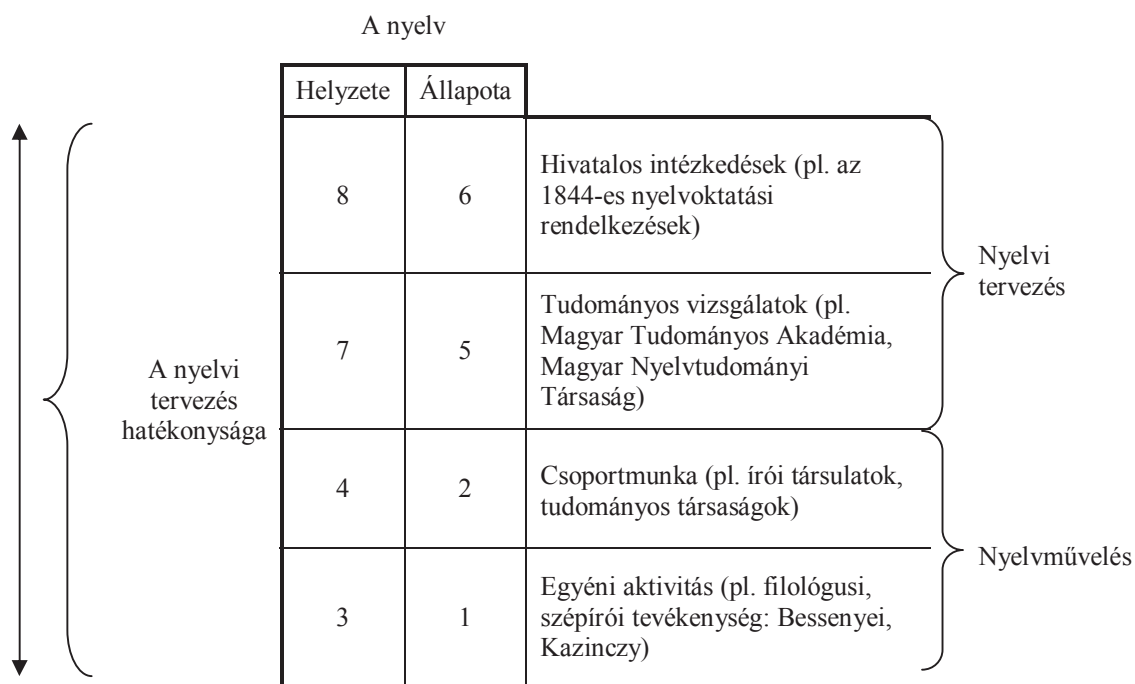 A nyelv
Helyzete Állapota
8 6 Hivatalos intézkedések (pl. az
1844-es nyelvoktatási
rendelkezések)
7 5 Tudományos vizsgálatok (pl.
Magyar Tudományos Akadémia,
Magyar Nyelvtudományi
Társaság)
Nyelvi
tervezés
A nyelvi
tervezés
hatékonysága
4 2 Csoportmunka (pl. írói társulatok,
tudományos társaságok)
3 1 Egyéni aktivitás (pl. filológusi,
szépírói tevékenység: Bessenyei,
Kazinczy)
Nyelvművelés